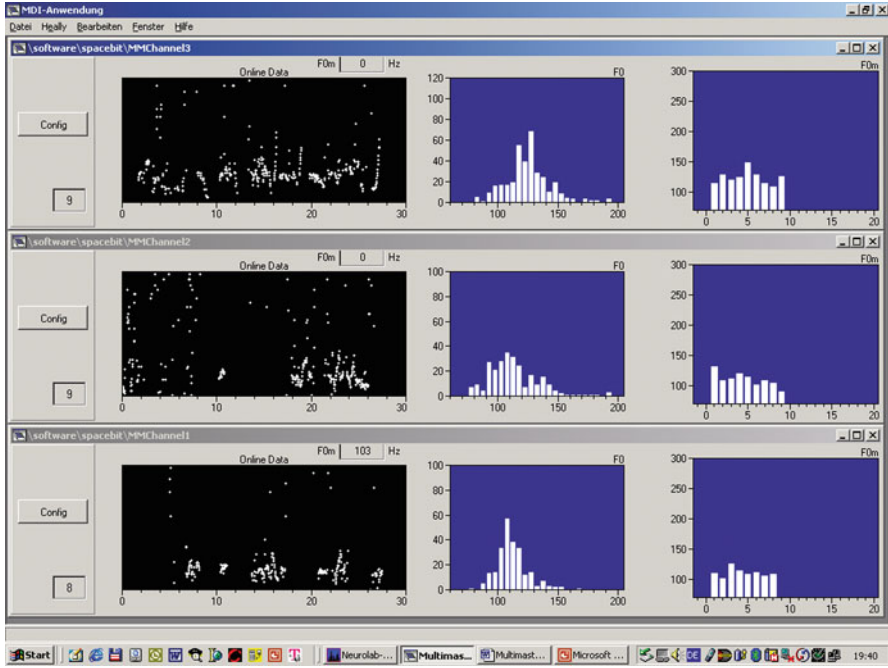 MDI-Anwendung
Datei Heally Bearbeiten Fenster Hilfe
\software\spacebit\MMChannel3
Config
9
Online Data F0m 0 Hz
0 10 20 30
F0
120
100
80
60
40
20
0
100 150 200
F0m
300
250
200
150
100
0 5 10 15 20
\software\spacebit\MMChannel2
Config
9
Online Data F0m 0 Hz
0 10 20 30
F0
100
80
60
40
20
0
100 150 200
F0m
300
250
200
150
100
0 5 10 15 20
\software\spacebit\MMChannel1
Config
8
Online Data F0m 103 Hz
0 10 20 30
F0
100
80
60
40
20
0
100 150 200
F0m
300
250
200
150
100
0 5 10 15 20
Start Neurolab-... Multimas... Multimast... Microsoft ... DE 19:40